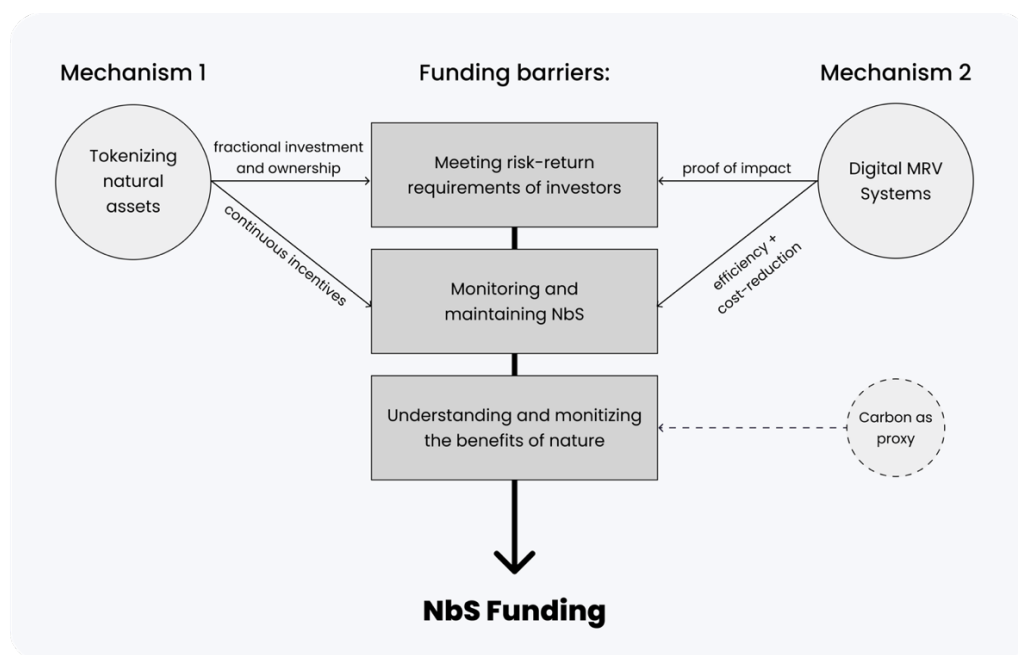 Mechanism 1
Funding barriers:
Mechanism 2
Tokenizing
natural
assets
fractional investment
and ownership
continuous incentives
Meeting risk-return
requirements of investors
proof of impact
Digital MRV
Systems
efficiency +
cost-reduction
Monitoring and
maintaining NbS
Understanding and monitizing
the benefits of nature
Carbon as
proxy
NbS Funding